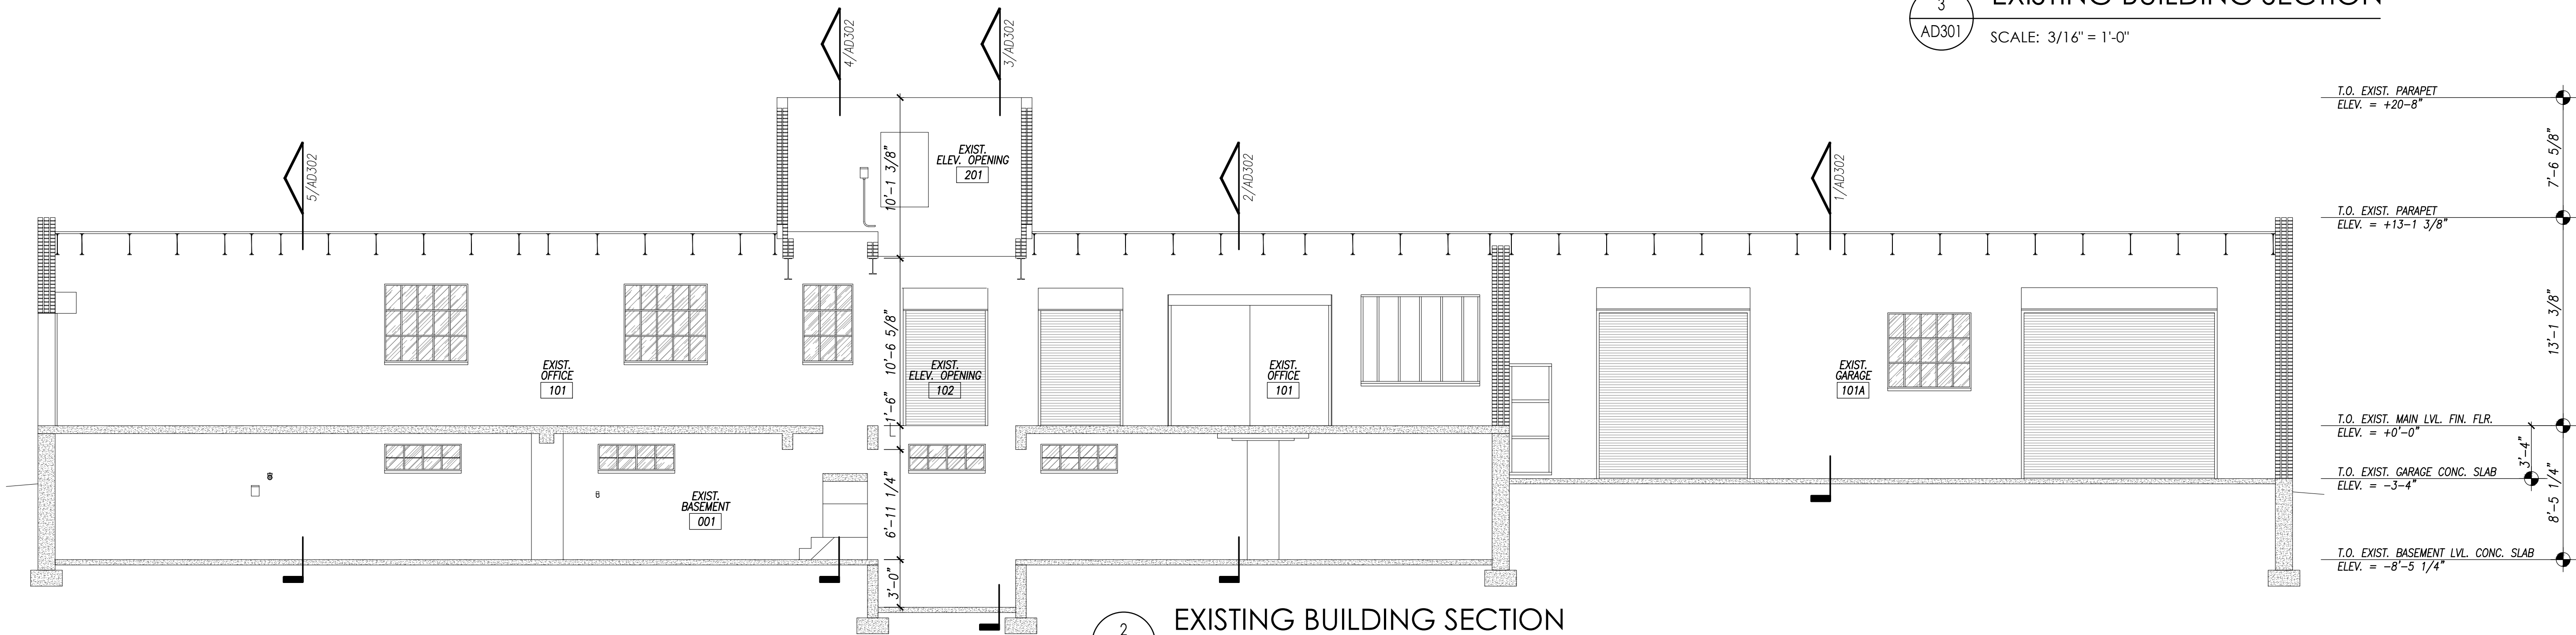 3
AD301
EXISTING BUILDING SECTION
SCALE: 3/16" = 1'-0"
4/AD302
3/AD302
5/AD302
2/AD302
1/AD302
T.O. EXIST. PARAPET
ELEV. = +20-8"
7'-6 5/8"
T.O. EXIST. PARAPET
ELEV. = +13-1 3/8"
13'-1 3/8"
T.O. EXIST. MAIN LVL. FIN. FLR.
ELEV. = +0'-0"
3'-4"
T.O. EXIST. GARAGE CONC. SLAB
ELEV. = -3-4"
8'-5 1/4"
T.O. EXIST. BASEMENT LVL. CONC. SLAB
ELEV. = -8'-5 1/4"
10'-1 3/8"
EXIST.
ELEV. OPENING
201
10'-6 5/8"
EXIST.
OFFICE
101
EXIST.
ELEV. OPENING
102
EXIST.
OFFICE
101
EXIST.
GARAGE
101A
1'-6"
6'-11 1/4"
EXIST.
BASEMENT
001
3'-0"
2
EXISTING BUILDING SECTION